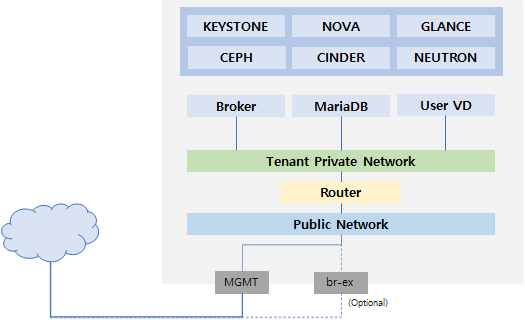 KEYSTONE NOVA GLANCE
CEPH CINDER NEUTRON
Broker MariaDB User VD
Tenant Private Network
Router
Public Network
MGMT br-ex
(Optional)